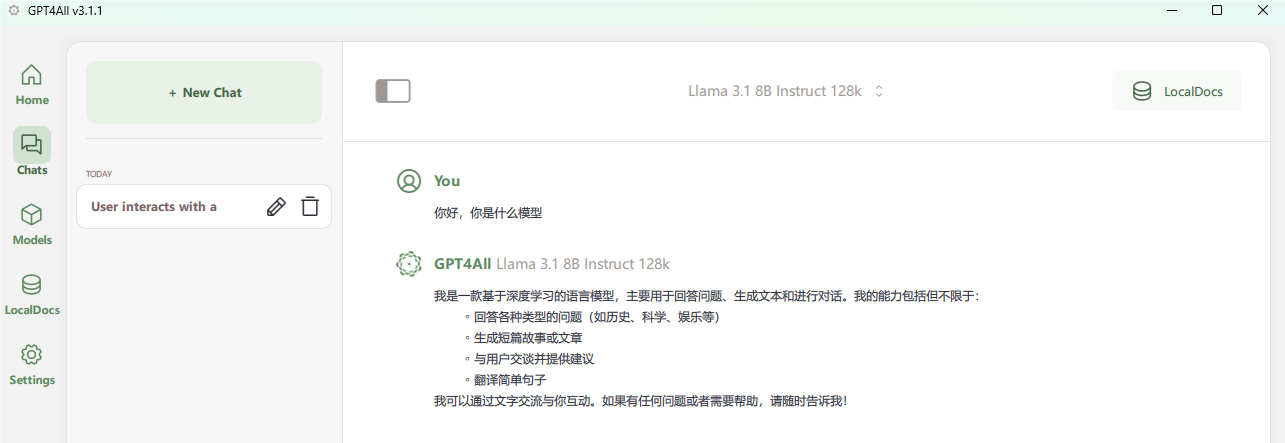 GPT4All v3.1.1
Home
Chats
Models
LocalDocs
Settings
+ New Chat
TODAY
User interacts with a
Llama 3.1 8B Instruct 128k
LocalDocs
You
你好，你是什么模型
GPT4All Llama 3.1 8B Instruct 128k
我是一款基于深度学习的语言模型，主要用于回答问题、生成文本和进行对话。我的能力包括但不限于：
◦ 回答各种类型的问题（如历史、科学、娱乐等）
◦ 生成短篇故事或文章
◦ 与用户交谈并提供建议
◦ 翻译简单句子
我可以通过文字交流与你互动。如果有任何问题或者需要帮助，请随时告诉我！